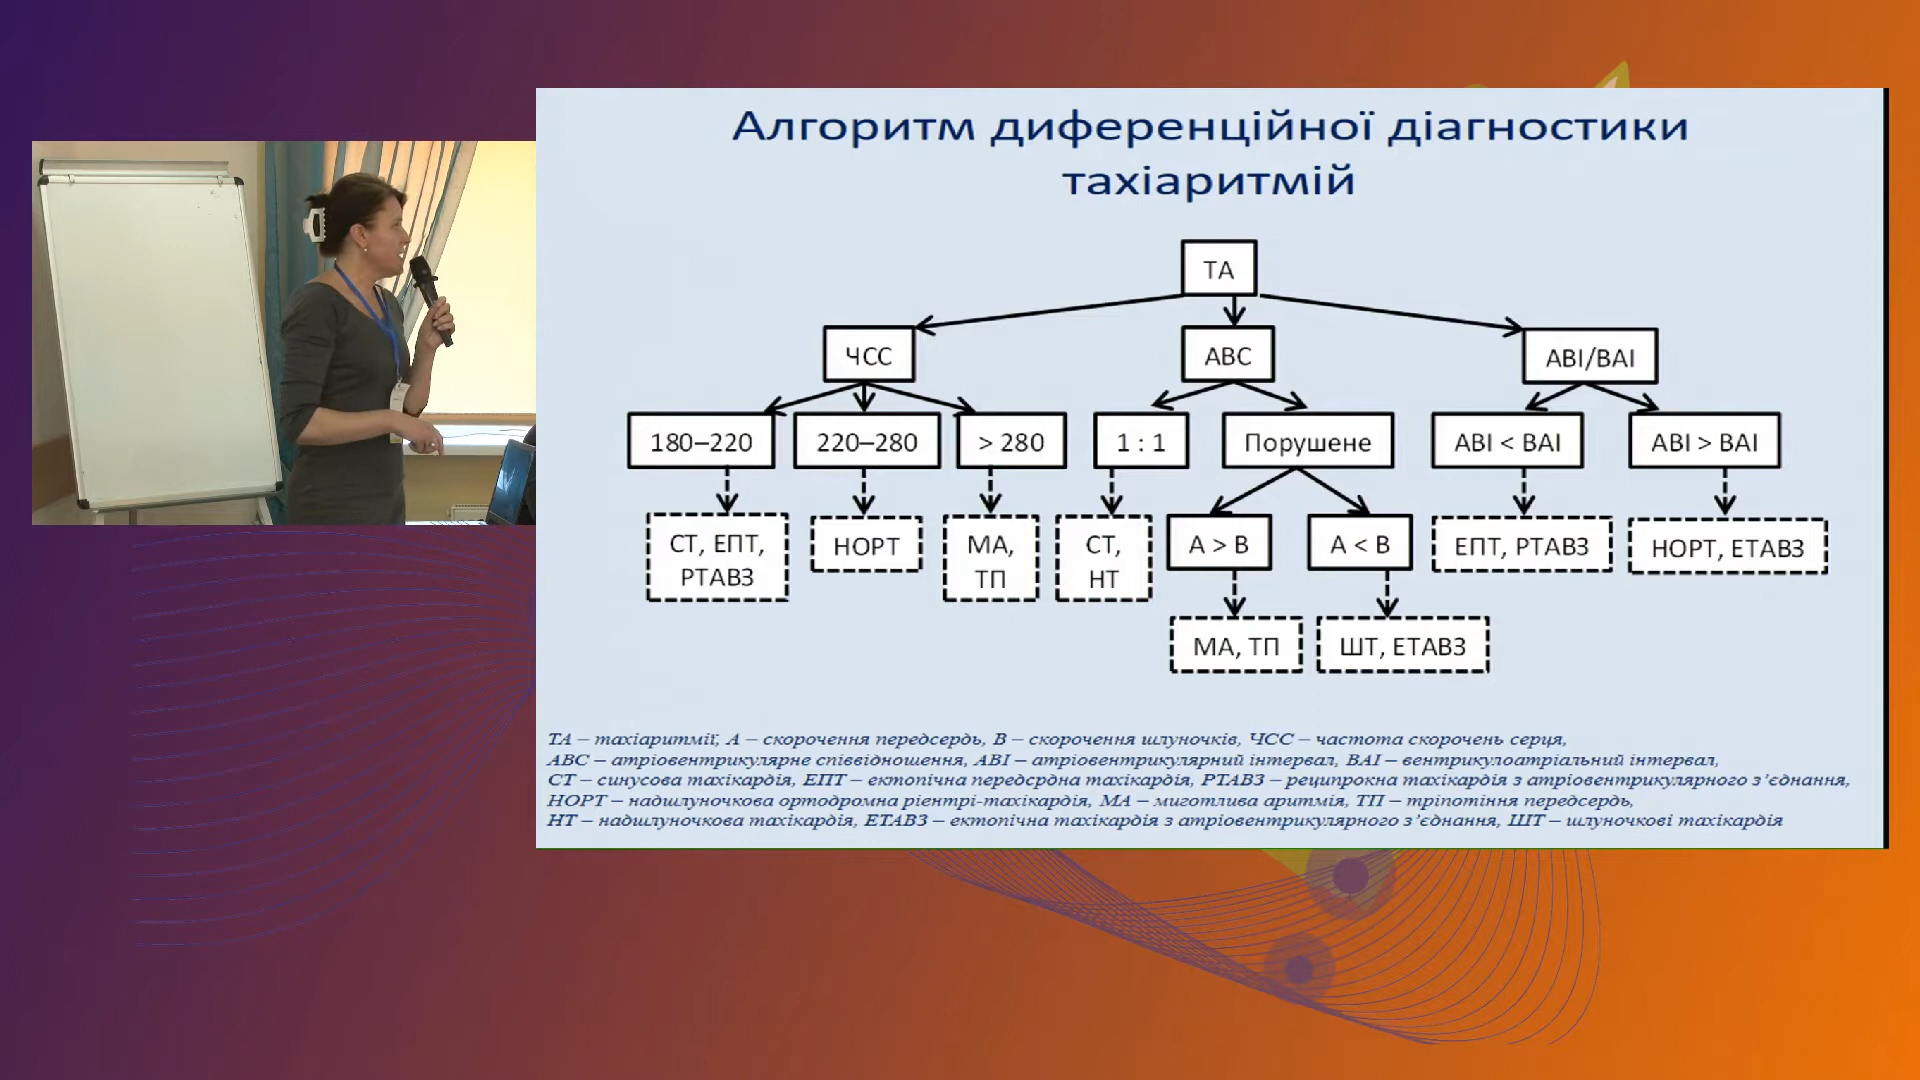 Алгоритм диференційної діагностики
тахіаритмій
ТА
ЧСС
АВС
АВІ/ВАІ
180–220
220–280
> 280
1 : 1
Порушене
АВІ < ВАІ
АВІ > ВАІ
СТ, ЕПТ,
РТАВЗ
НОРТ
МА,
ТП
СТ,
НТ
А > В
А < В
ЕПТ, РТАВЗ
НОРТ, ЕТАВЗ
МА, ТП
ШТ, ЕТАВЗ
ТА – тахіаритмії, А – скорочення передсердь, В – скорочення шлуночків, ЧСС – частота скорочень серця,
АВС – атріовентрикулярне співвідношення, АВІ – атріовентрикулярний інтервал, ВАІ – вентрикулоатріальний інтервал,
СТ – синусова тахікардія, ЕПТ – ектопічна передсрдна тахікардія, РТАВЗ – реципрокна тахікардія з атріовентрикулярного з’єднання,
НОРТ – надшлуночкова ортодромна рієнтрі-тахікардія, МА – миготлива аритмія, ТП – тріпотіння передсердь,
НТ – надшлуночкова тахікардія, ЕТАВЗ – ектопічна тахікардія з атріовентрикулярного з’єднання, ШТ – шлуночкові тахікардія